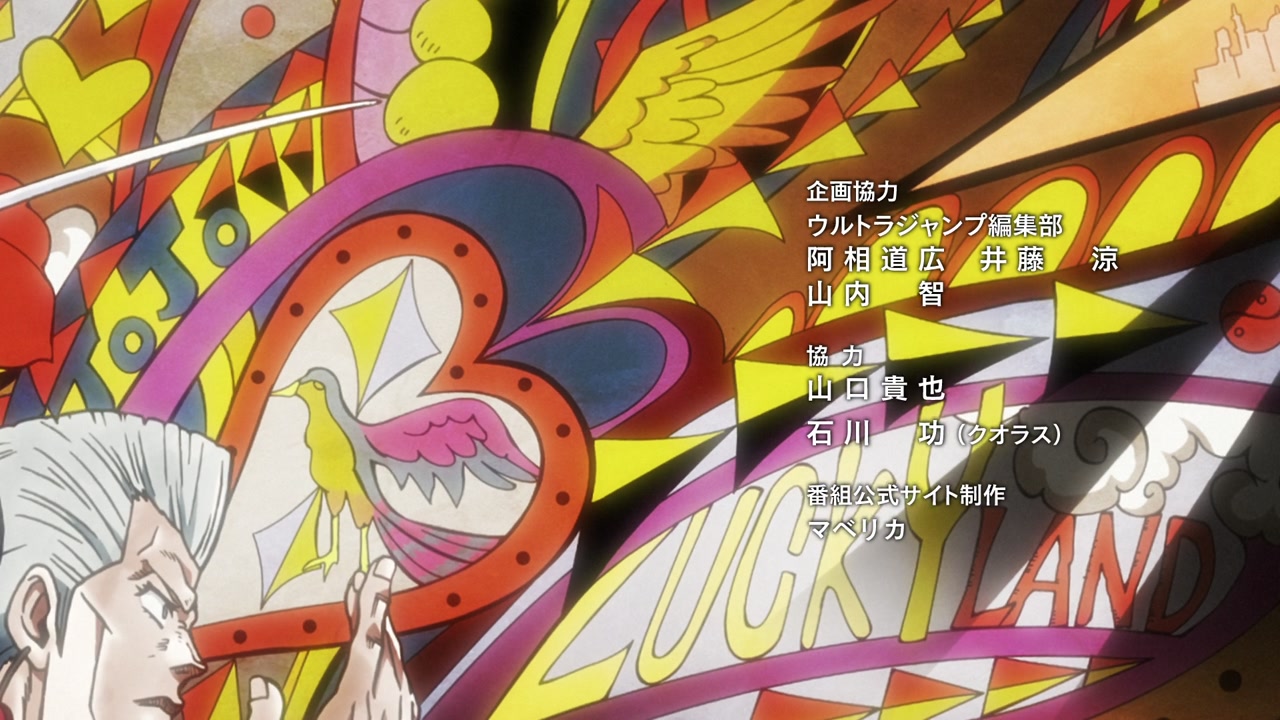 JoJo
企画協力
ウルトラジャンプ編集部
阿相道広　井藤　涼
山内　智
協力
山口貴也
石川　功（クオラス）
番組公式サイト制作
マベリカ
LUCKY LAND